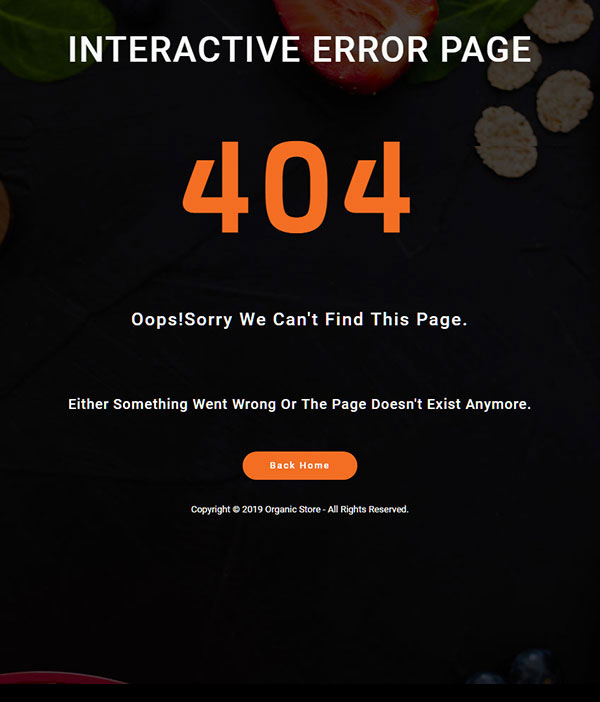 INTERACTIVE ERROR PAGE
404
Oops!Sorry We Can't Find This Page.
Either Something Went Wrong Or The Page Doesn't Exist Anymore.
Back Home
Copyright © 2019 Organic Store - All Rights Reserved.